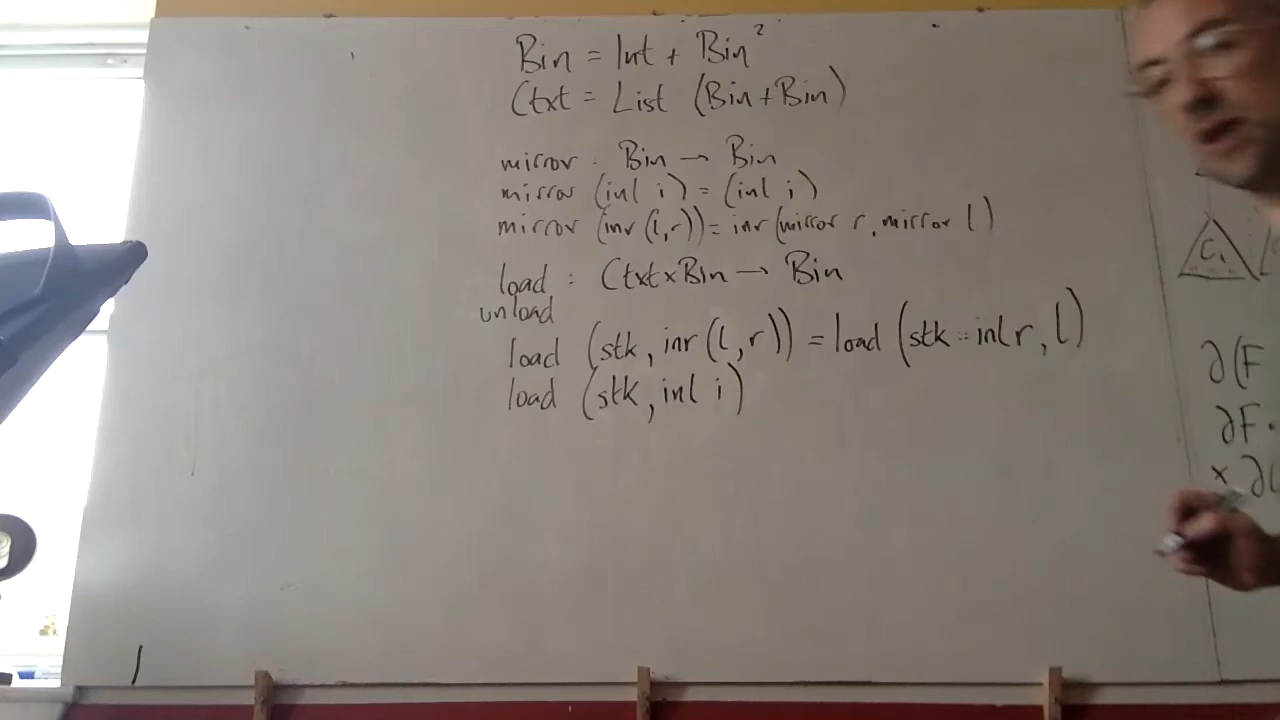 Bin = Int + Bin²
Ctxt = List (Bin+Bin)
mirror : Bin → Bin
mirror (inl i) = (inl i)
mirror (inr (l,r)) = inr (mirror r, mirror l)
load : Ctxt×Bin → Bin
unload
load (stk, inr (l, r)) = load (stk :: inl r, l)
load (stk, inl i)
C₁
∂(F
∂F.
× ∂(